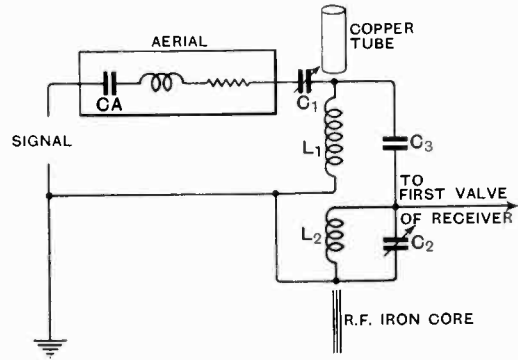 COPPER
TUBE
AERIAL
CA
C1
SIGNAL
L1
C3
TO
FIRST VALVE
OF RECEIVER
L2
C2
R.F. IRON CORE